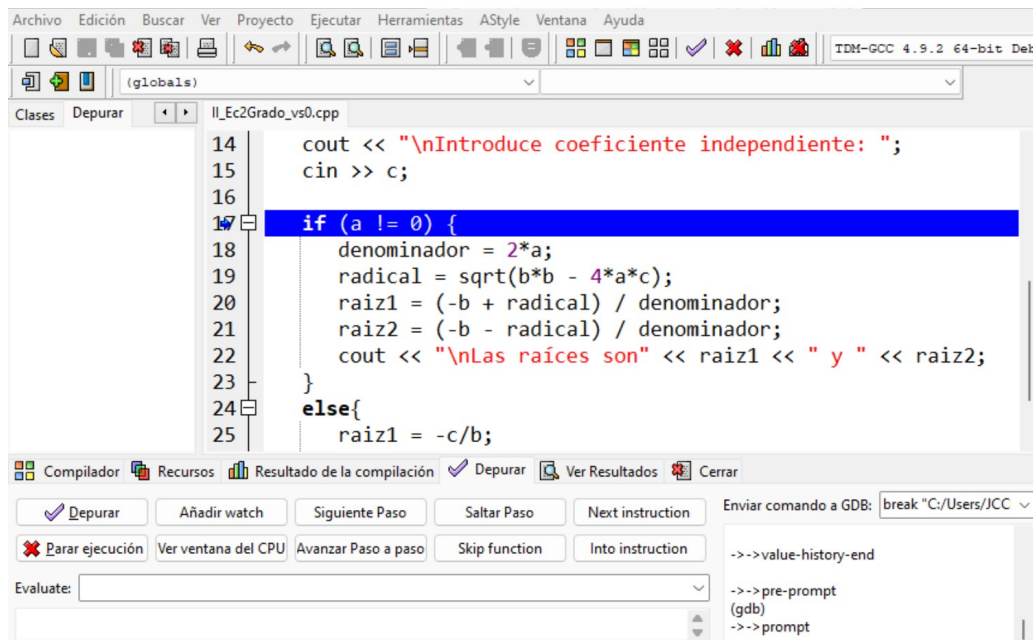 Archivo Edición Buscar Ver Proyecto Ejecutar Herramientas AStyle Ventana Ayuda
TDM-GCC 4.9.2 64-bit Deb
(globals)
Clases Depurar II_Ec2Grado_vs0.cpp
14 cout << "\nIntroduce coeficiente independiente: ";
15 cin >> c;
16
17 if (a != 0) {
18 denominador = 2*a;
19 radical = sqrt(b*b - 4*a*c);
20 raiz1 = (-b + radical) / denominador;
21 raiz2 = (-b - radical) / denominador;
22 cout << "\nLas raíces son" << raiz1 << " y " << raiz2;
23 }
24 else{
25 raiz1 = -c/b;
Compilador Recursos Resultado de la compilación Depurar Ver Resultados Cerrar
Depurar Añadir watch Siguiente Paso Saltar Paso Next instruction Enviar comando a GDB: break "C:/Users/JCC
Parar ejecución Ver ventana del CPU Avanzar Paso a paso Skip function Into instruction
->->value-history-end
Evaluate:
->->pre-prompt
(gdb)
->->prompt